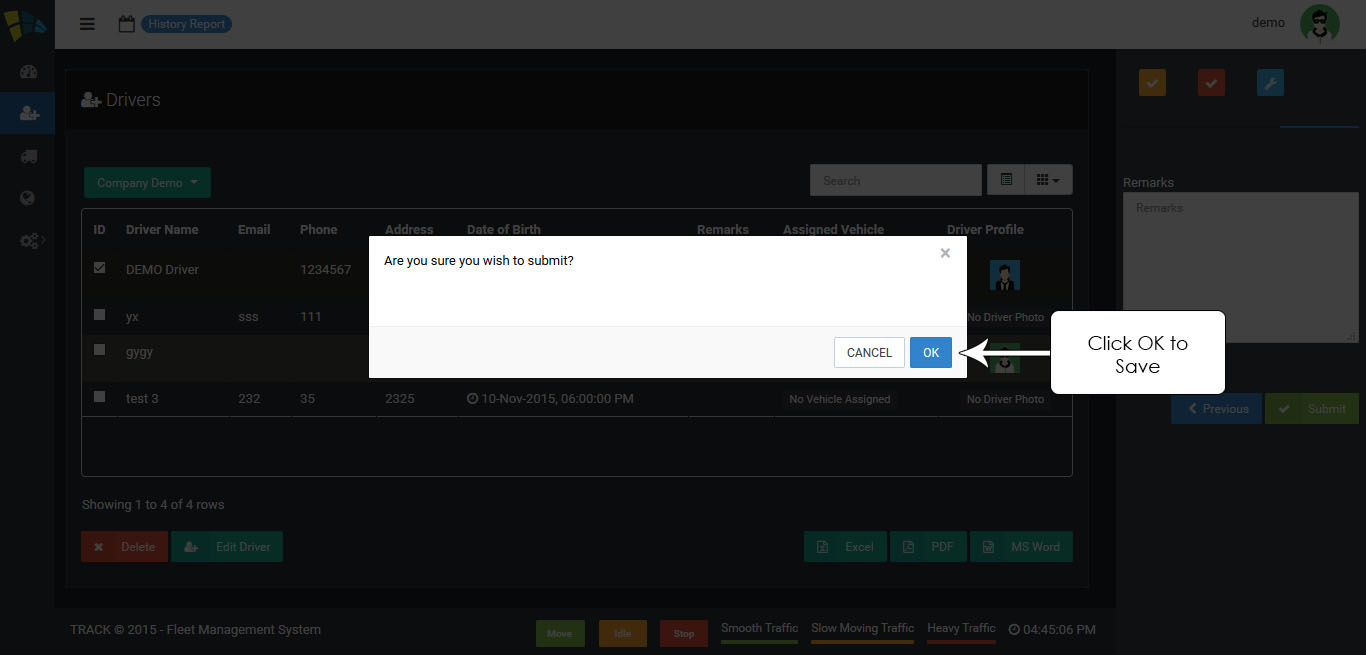 History Report
demo
Drivers
Company Demo
Search
ID Driver Name Email Phone Address Date of Birth Remarks Assigned Vehicle Driver Profile
DEMO Driver 1234567
yx sss 111 No Driver Photo
gygy
test 3 232 35 2325 10-Nov-2015, 06:00:00 PM No Vehicle Assigned No Driver Photo
Showing 1 to 4 of 4 rows
Delete Edit Driver Excel PDF MS Word
Are you sure you wish to submit?
×
CANCEL OK
Click OK to
Save
Remarks
Remarks
Previous Submit
TRACK © 2015 - Fleet Management System
Move Idle Stop Smooth Traffic Slow Moving Traffic Heavy Traffic 04:45:06 PM